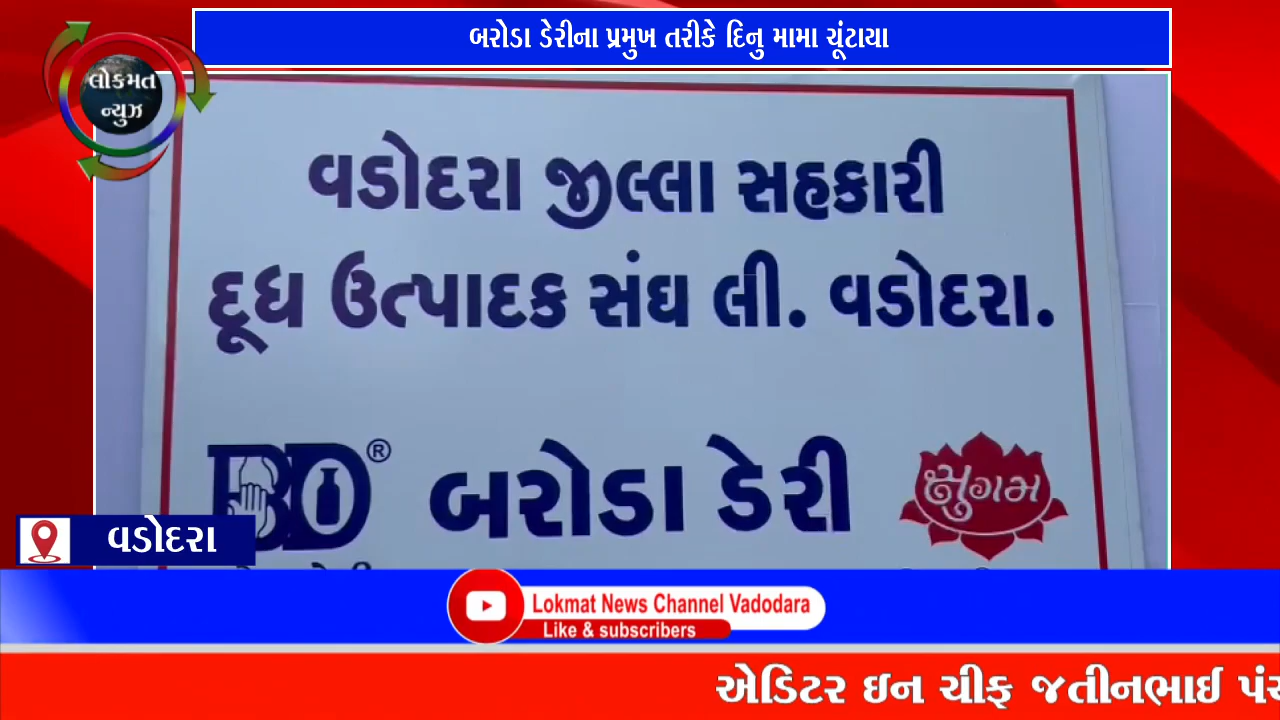 બરોડા ડેરીના પ્રમુખ તરીકે દિનુ મામા ચૂંટાયા
લોકમત
ન્યુઝ
વડોદરા જીલ્લા સહકારી
દૂધ ઉત્પાદક સંઘ લી. વડોદરા.
BD®
બરોડા ડેરી
સુગમ
વડોદરા
Lokmat News Channel Vadodara
Like & subscribers
એડિટર ઇન ચીફ જતીનભાઈ